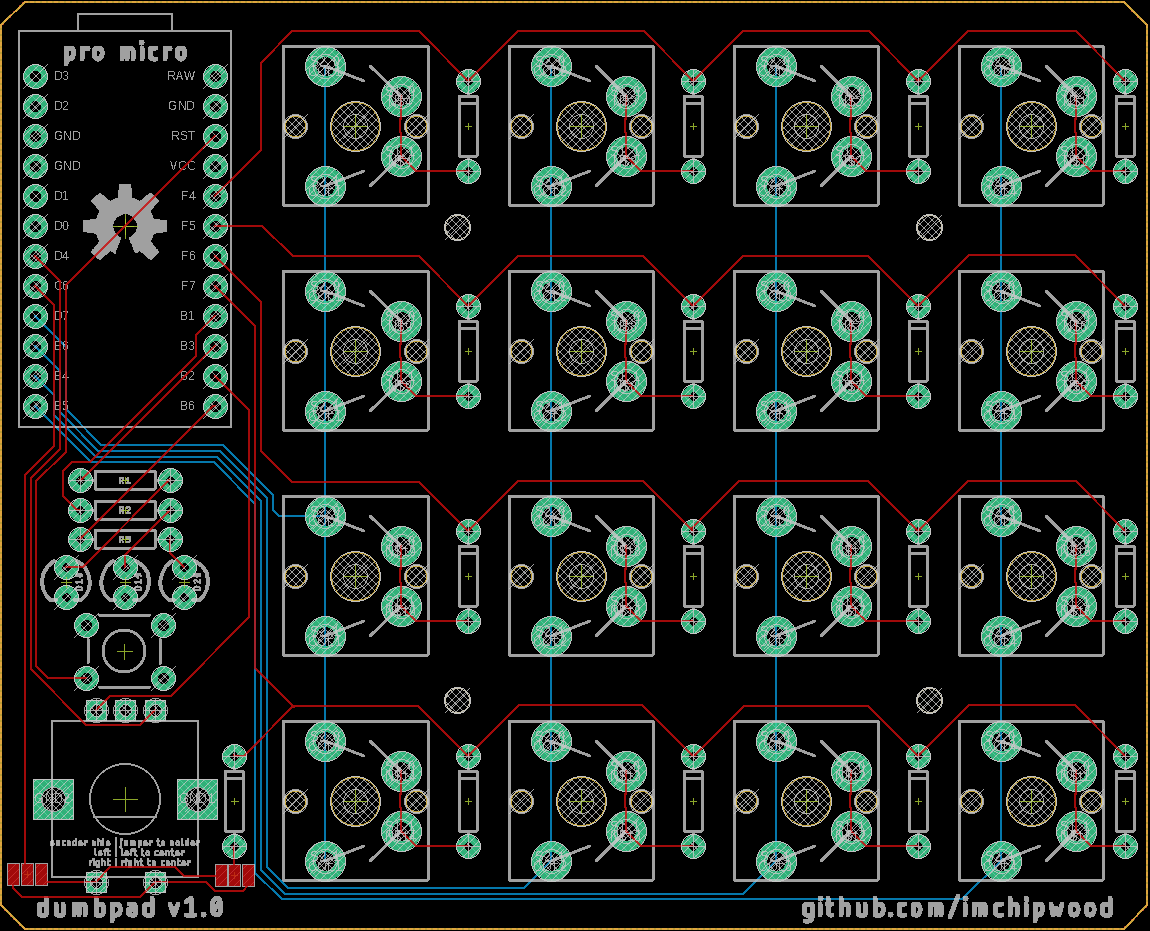 pro micro
D3 RAW
D2 GND
GND RST
GND VCC
D1 F4
D0 F5
D4 F6
C6 F7
D7 B1
E6 B3
B4 B2
B5 B6
R1
R2
R3
encoder side | jumper to solder
left | left to center
right | right to center
dumbpad v1.0
github.com/imchipwood